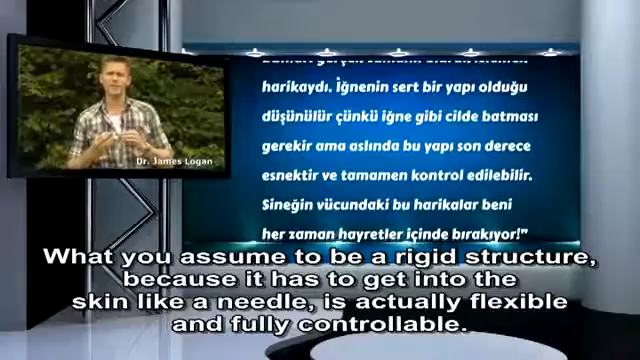 harikaydı. İğnenin sert bir yapı olduğu
düşünülür çünkü iğne gibi cilde batması
gerekir ama aslında bu yapı son derece
esnektir ve tamamen kontrol edilebilir.
Sineğin vücundaki bu harikalar beni
her zaman hayretler içinde bırakıyor!"
Dr. James Logan
What you assume to be a rigid structure,
because it has to get into the
skin like a needle, is actually flexible
and fully controllable.